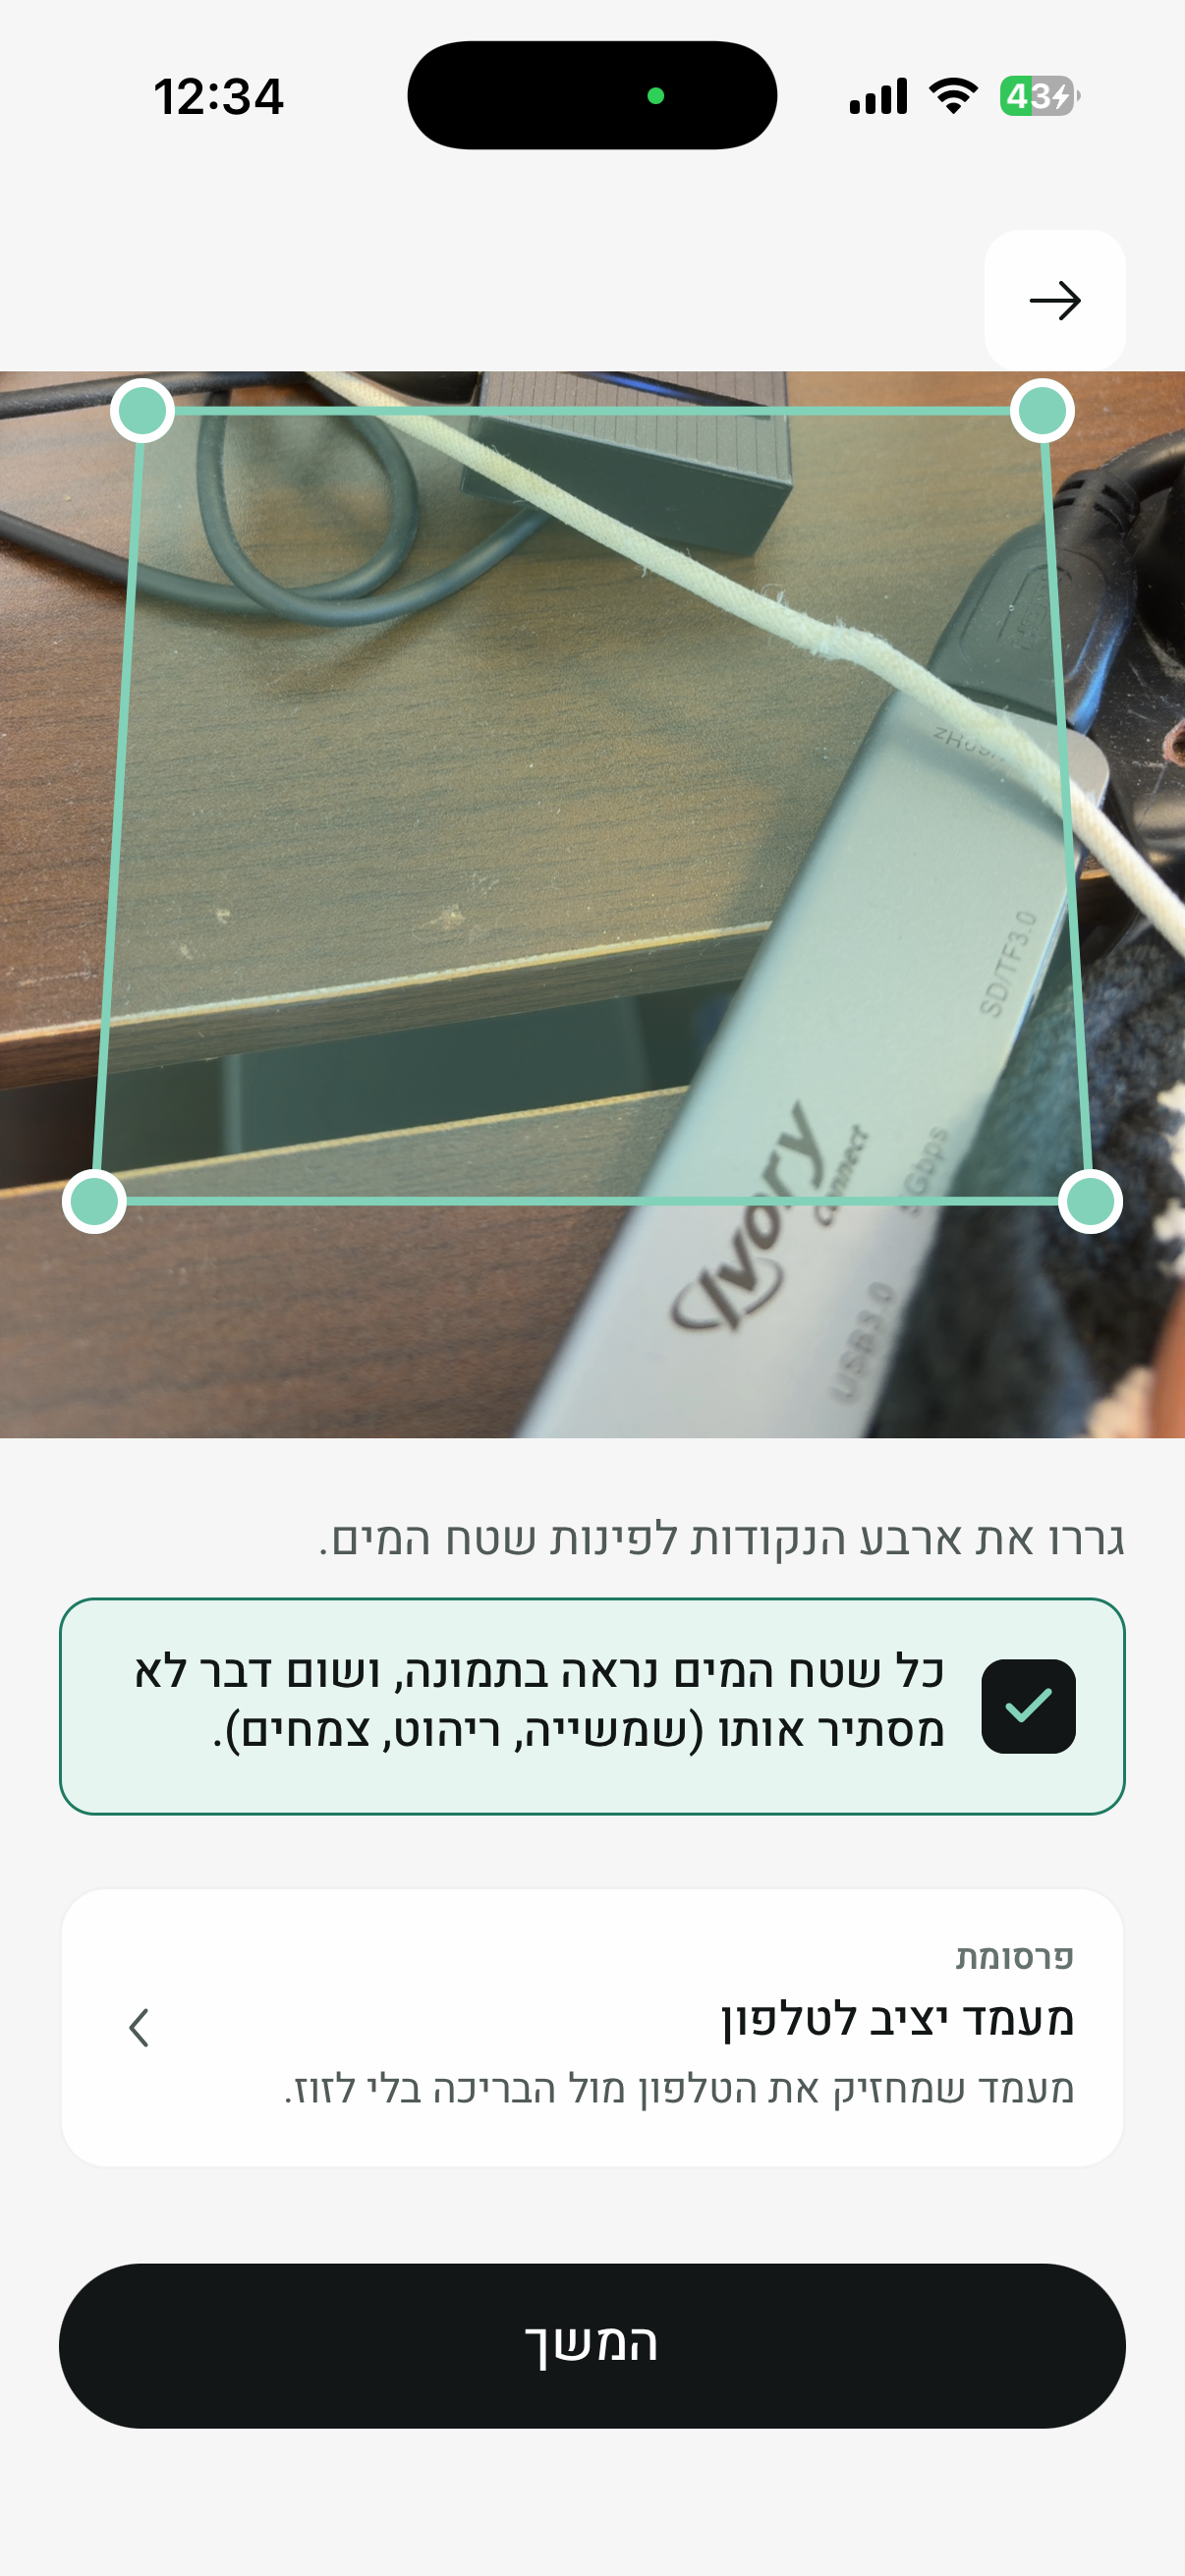 12:34
43
SD/TF3.0
Ivory
Connect
5Gbps
USB3.0
גררו את ארבע הנקודות לפינות שטח המים.
כל שטח המים נראה בתמונה, ושום דבר לא
מסתיר אותו (שמשייה, ריהוט, צמחים).
פרסומת
מעמד יציב לטלפון
מעמד שמחזיק את הטלפון מול הבריכה בלי לזוז.
המשך